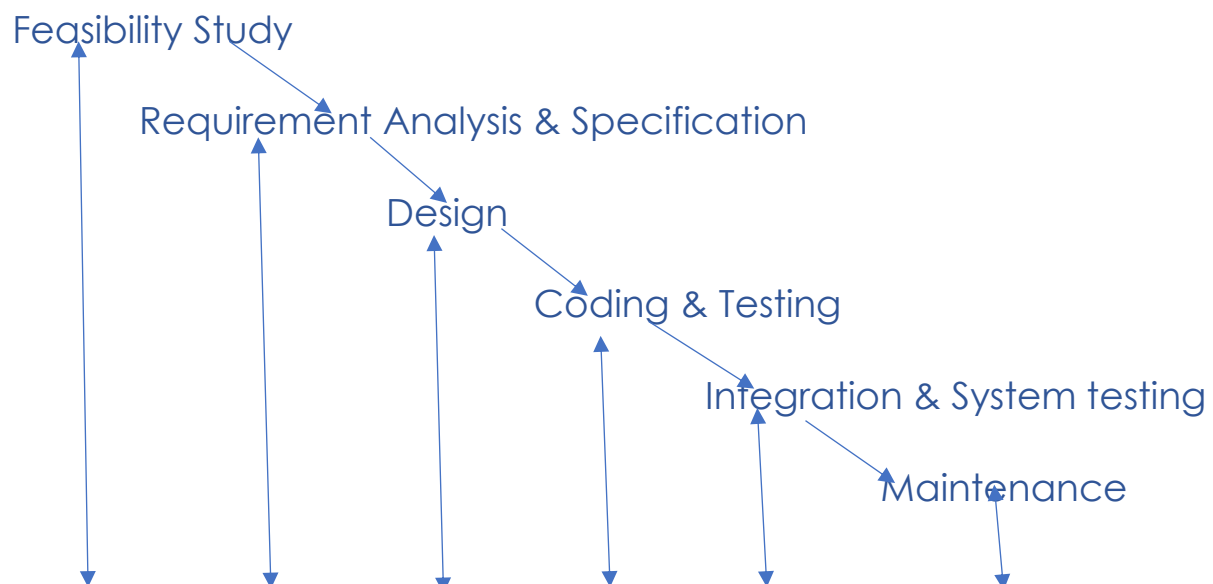 Feasibility Study
Requirement Analysis & Specification
Design
Coding & Testing
Integration & System testing
Maintenance